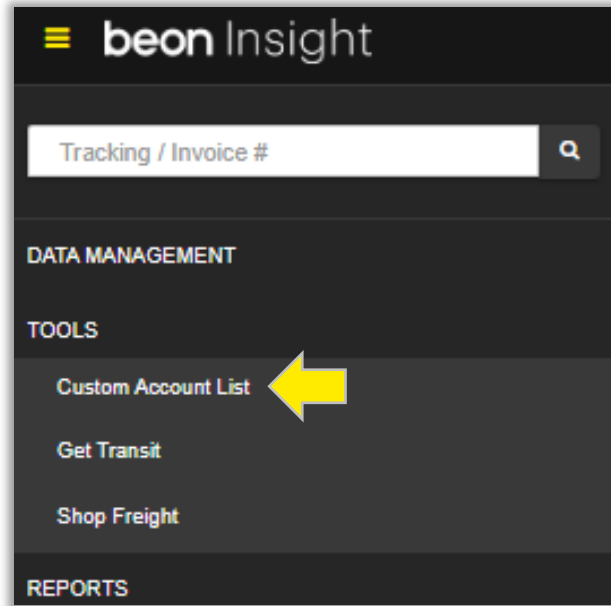 beon Insight
Tracking / Invoice #
DATA MANAGEMENT
TOOLS
Custom Account List
Get Transit
Shop Freight
REPORTS